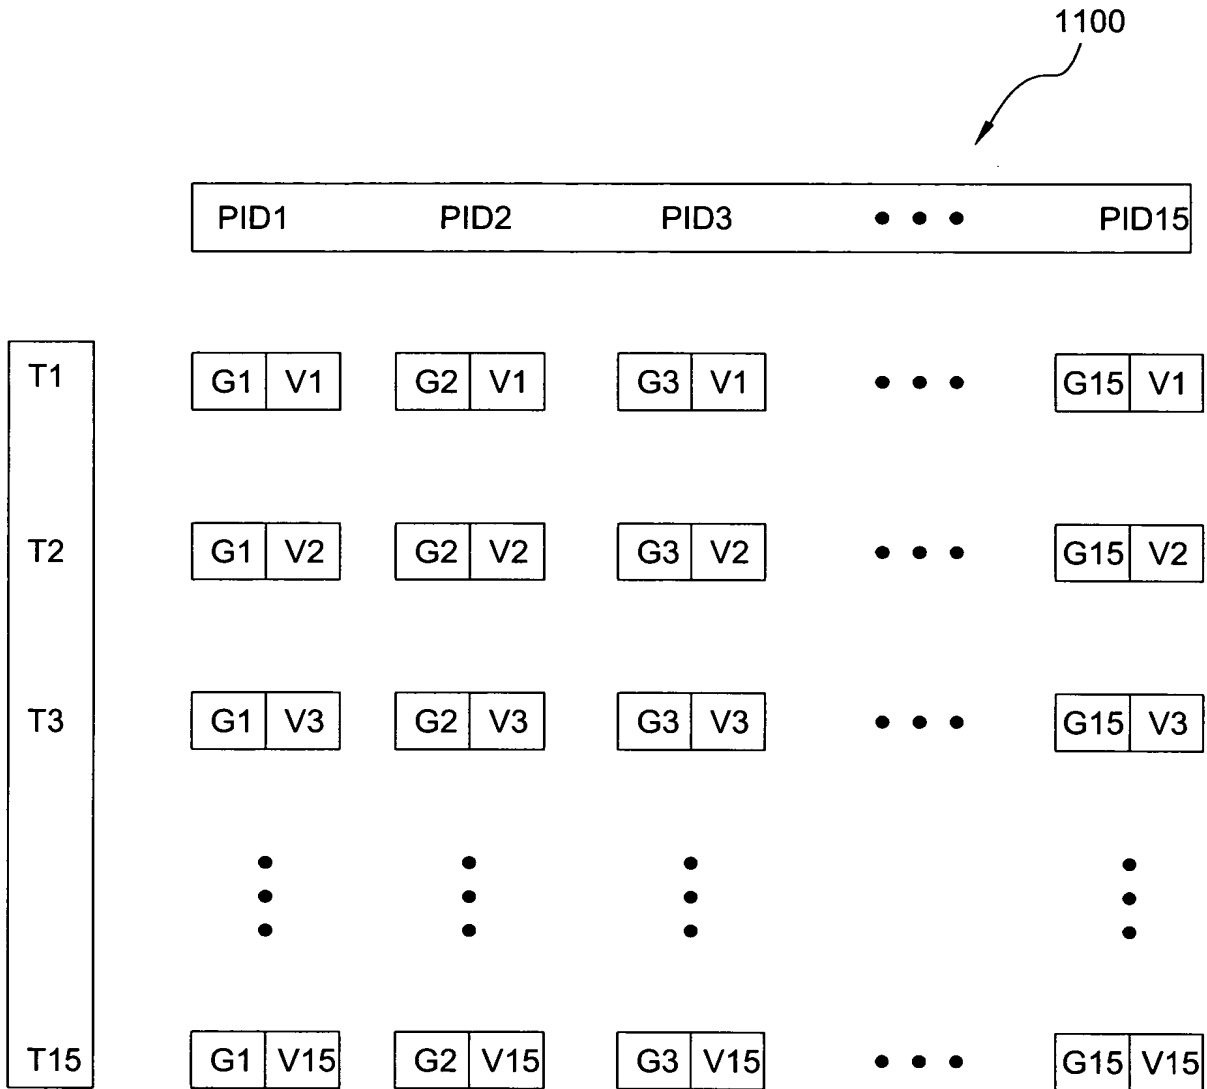 1100
PID1 PID2 PID3 • • • PID15
T1 G1 V1 G2 V1 G3 V1 • • • G15 V1
T2 G1 V2 G2 V2 G3 V2 • • • G15 V2
T3 G1 V3 G2 V3 G3 V3 • • • G15 V3
T15 G1 V15 G2 V15 G3 V15 • • • G15 V15